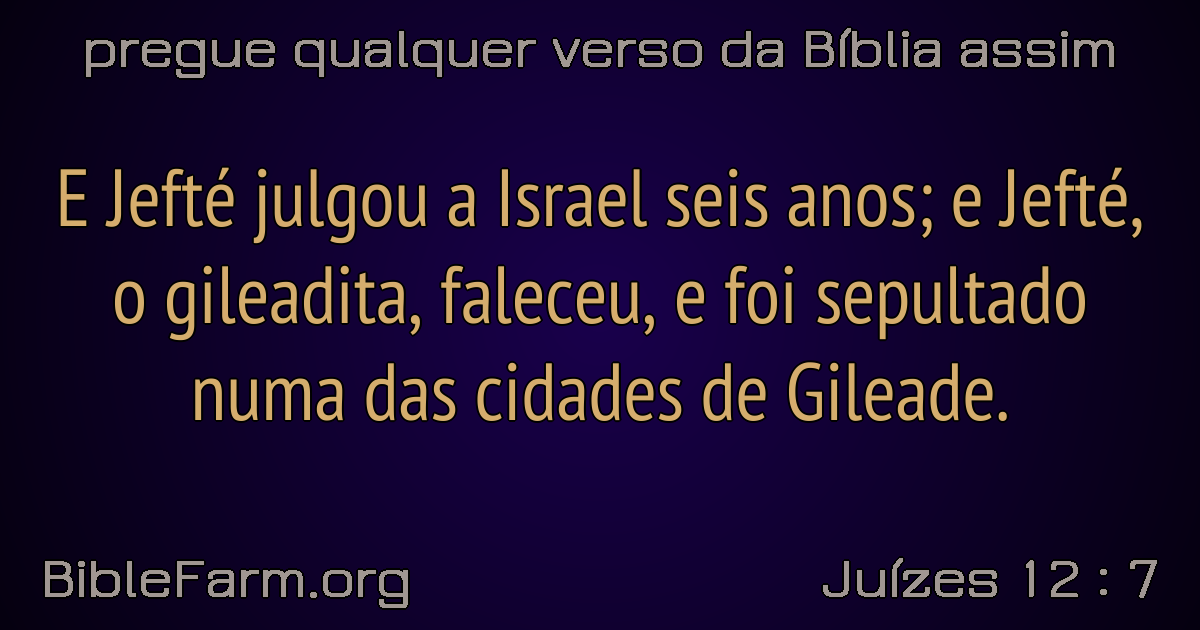 pregue qualquer verso da Bíblia assim
E Jefté julgou a Israel seis anos; e Jefté,
o gileadita, faleceu, e foi sepultado
numa das cidades de Gileade.
BibleFarm.org
Juízes 12 : 7